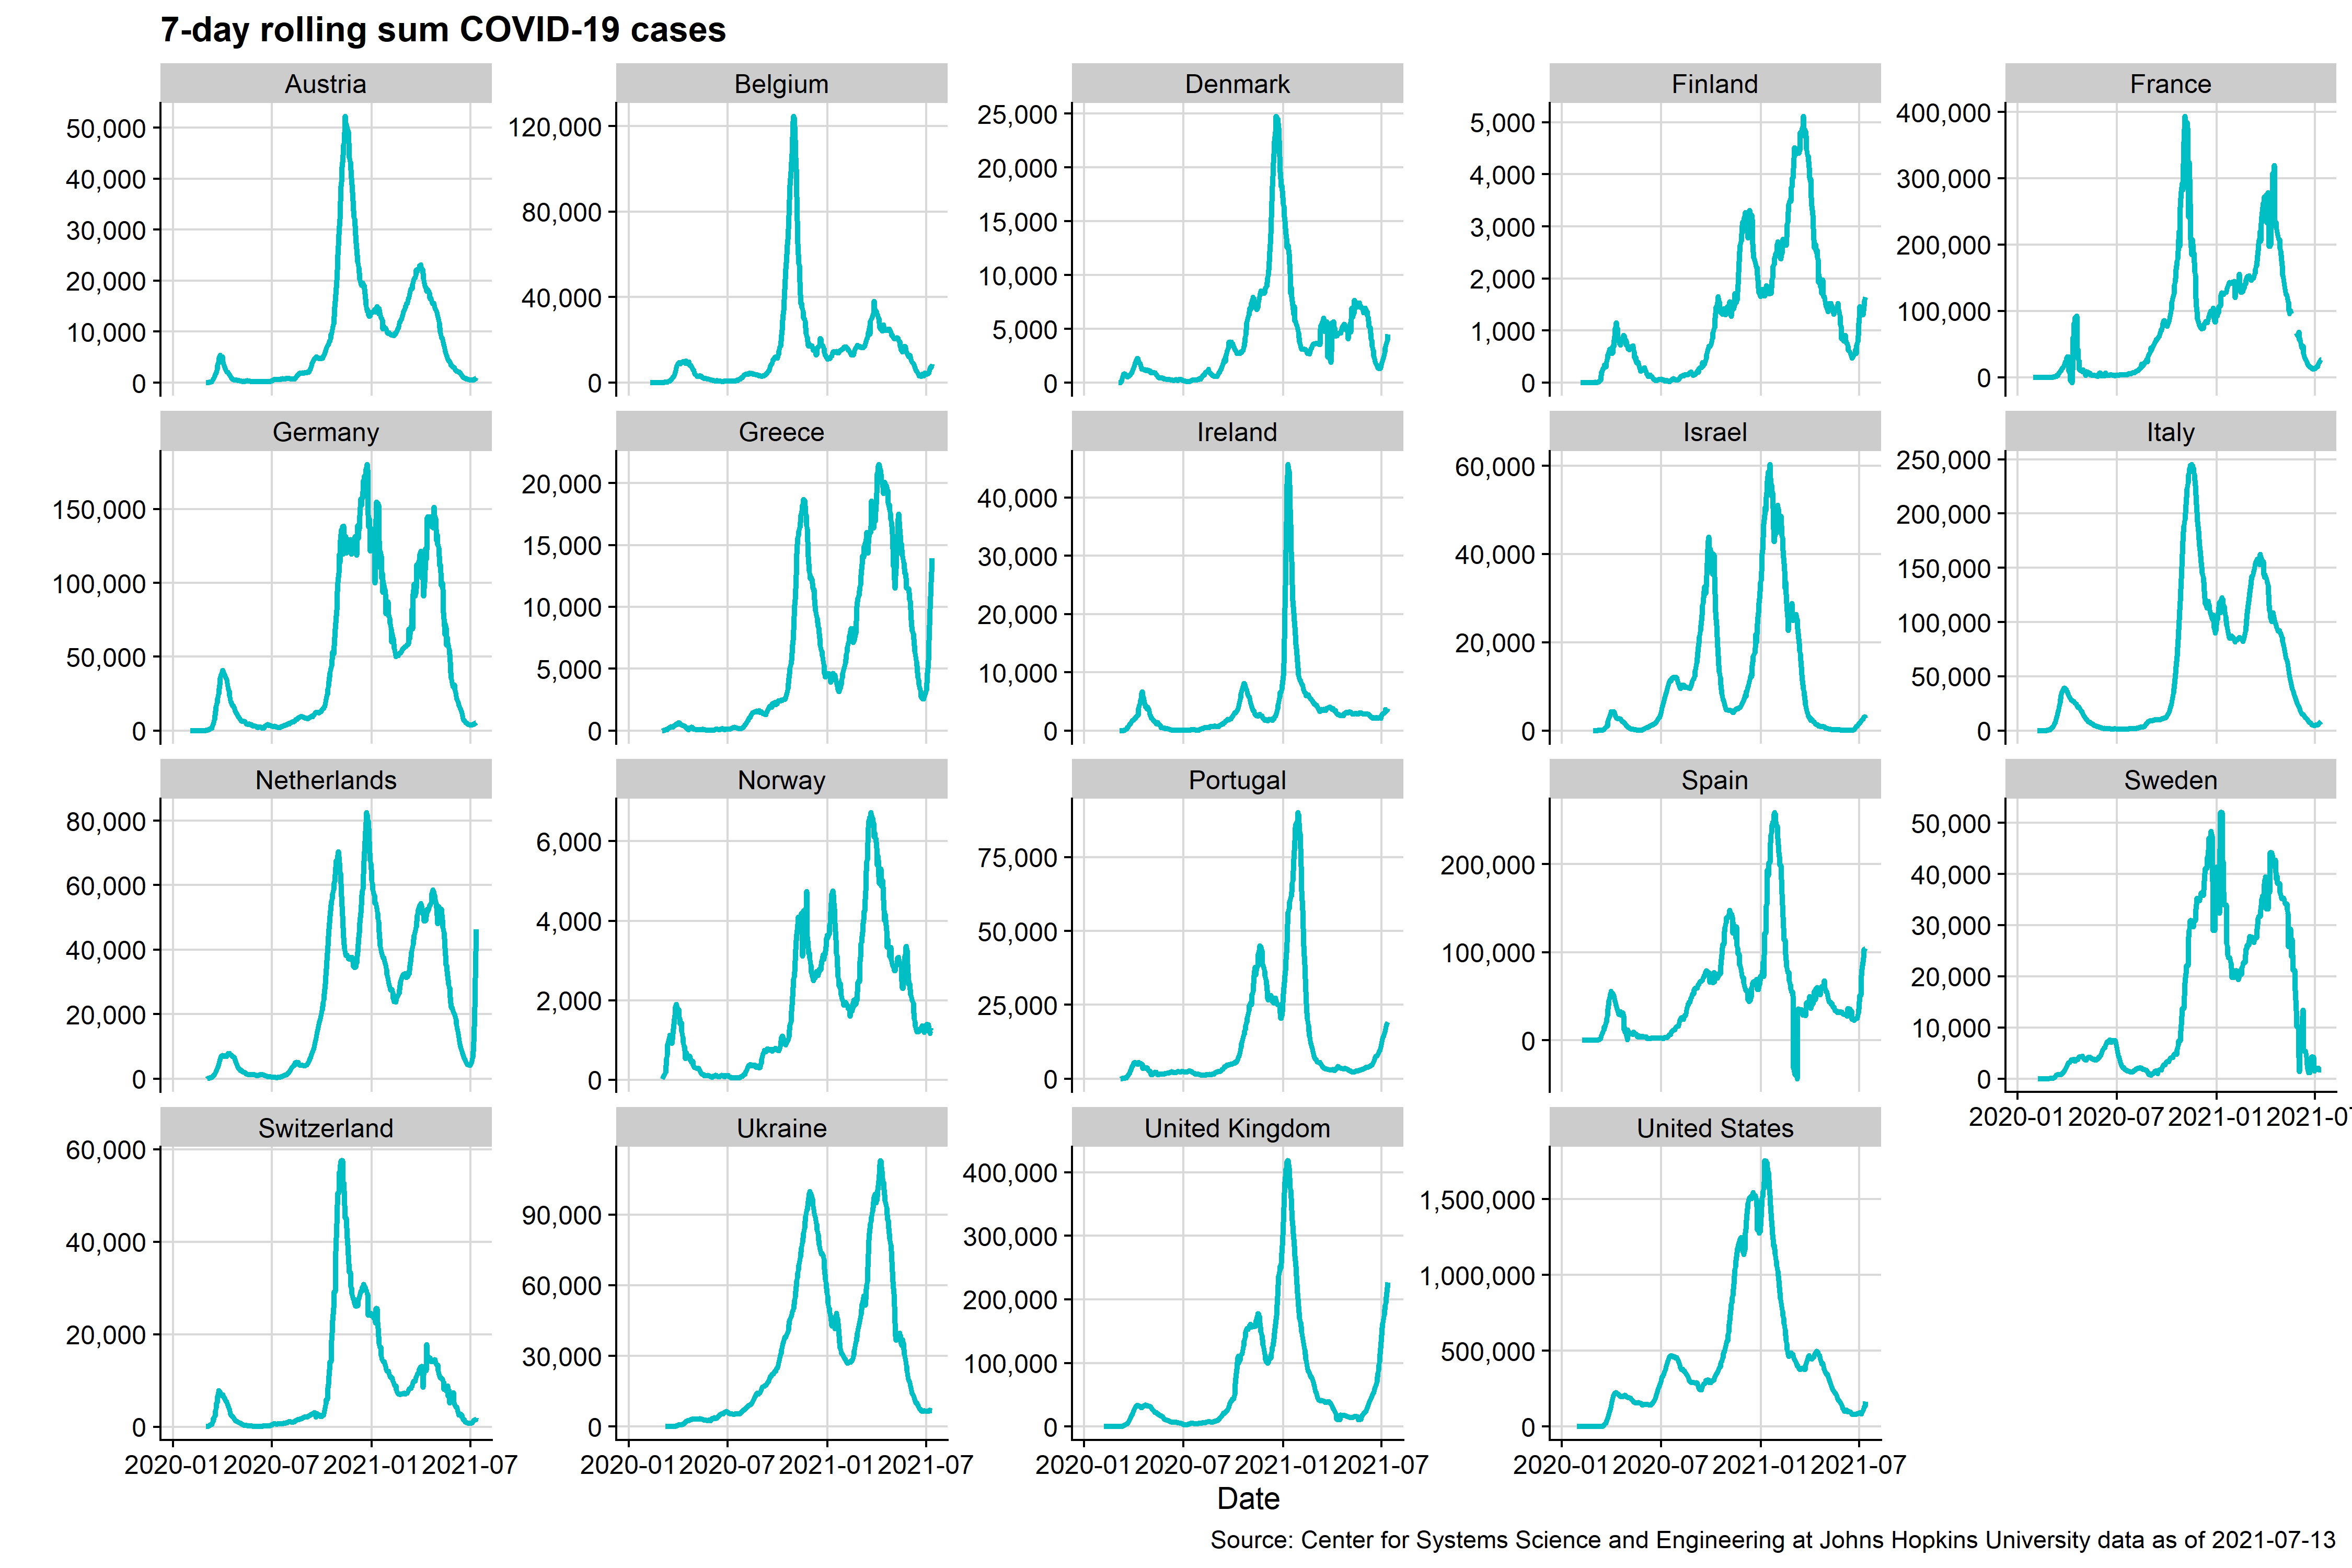 7-day rolling sum COVID-19 cases
Austria Belgium Denmark Finland France
50,000 40,000 30,000 20,000 10,000 0
120,000 80,000 40,000 0
25,000 20,000 15,000 10,000 5,000 0
5,000 4,000 3,000 2,000 1,000 0
400,000 300,000 200,000 100,000 0
Germany Greece Ireland Israel Italy
150,000 100,000 50,000 0
20,000 15,000 10,000 5,000 0
40,000 30,000 20,000 10,000 0
60,000 40,000 20,000 0
250,000 200,000 150,000 100,000 50,000 0
Netherlands Norway Portugal Spain Sweden
80,000 60,000 40,000 20,000 0
6,000 4,000 2,000 0
75,000 50,000 25,000 0
200,000 100,000 0
50,000 40,000 30,000 20,000 10,000 0
2020-01 2020-07 2021-01 2021-07
Switzerland Ukraine United Kingdom United States
60,000 40,000 20,000 0
90,000 60,000 30,000 0
400,000 300,000 200,000 100,000 0
1,500,000 1,000,000 500,000 0
2020-01 2020-07 2021-01 2021-07
2020-01 2020-07 2021-01 2021-07
2020-01 2020-07 2021-01 2021-07
2020-01 2020-07 2021-01 2021-07
Date
Source: Center for Systems Science and Engineering at Johns Hopkins University data as of 2021-07-13